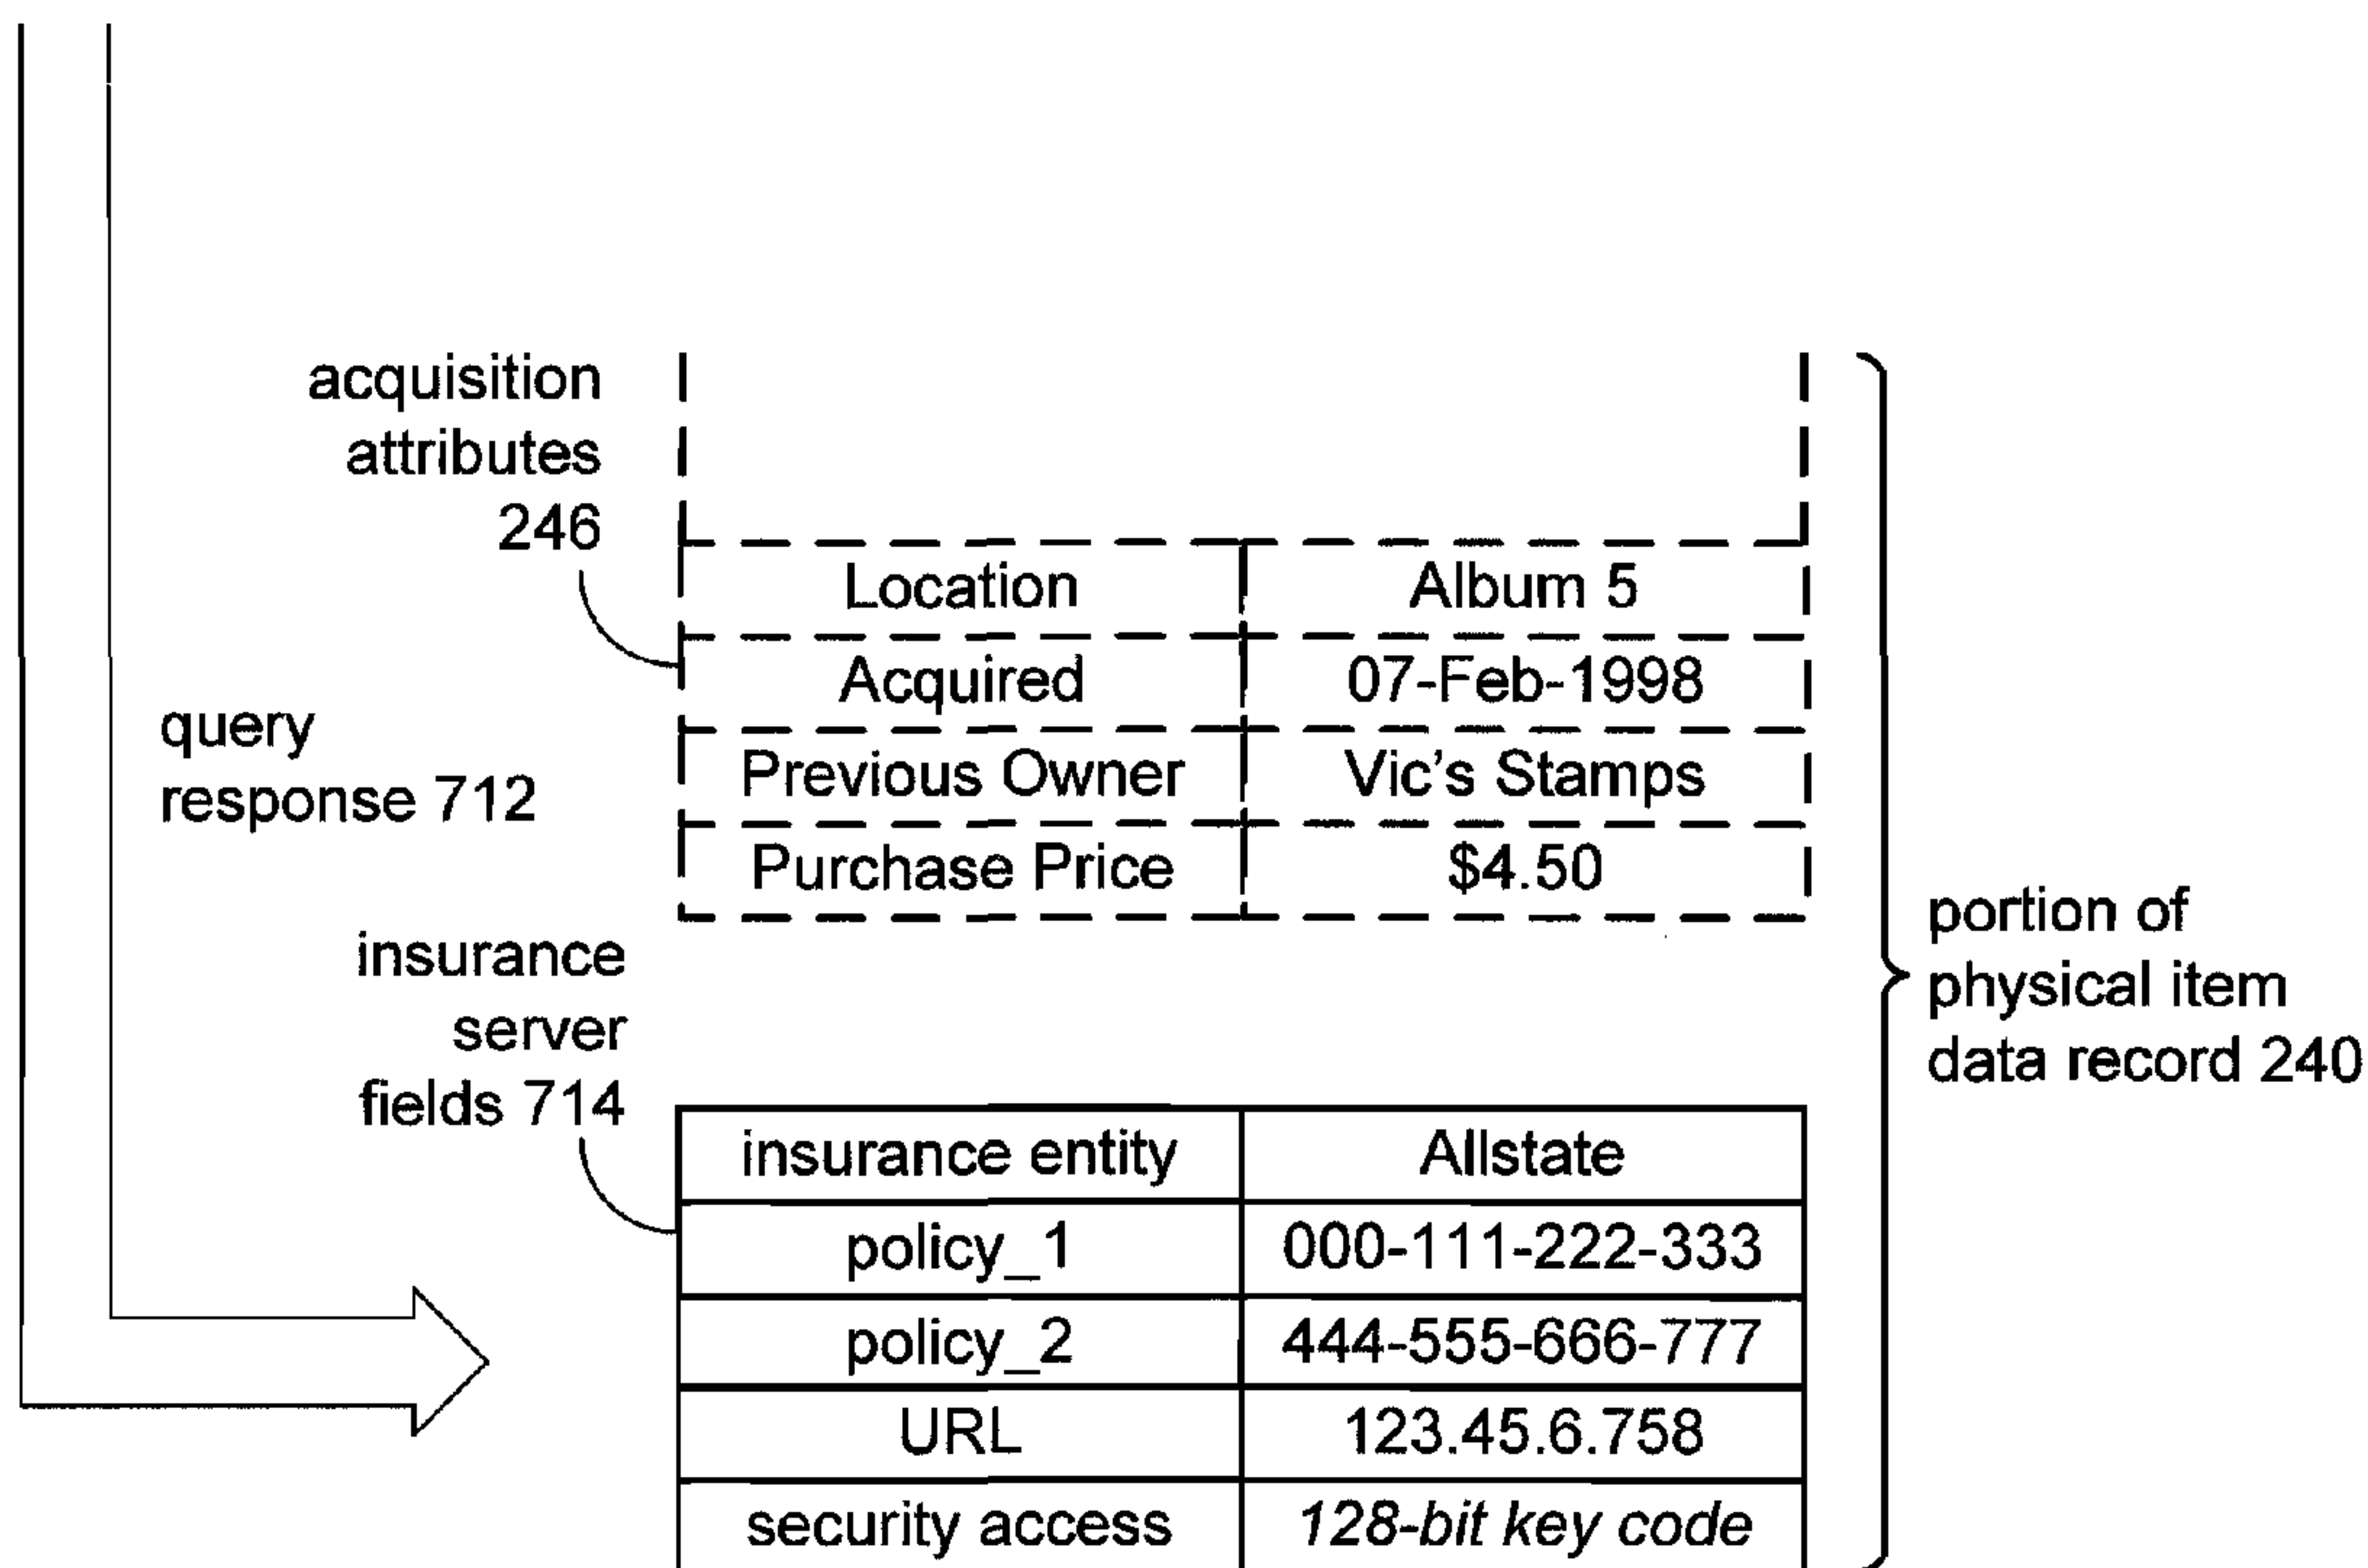 acquisition
attributes
246
Location Album 5
Acquired 07-Feb-1998
Previous Owner Vic's Stamps
Purchase Price $4.50
query
response 712
insurance
server
fields 714
insurance entity Allstate
policy_1 000-111-222-333
policy_2 444-555-666-777
URL 123.45.6.758
security access 128-bit key code
portion of
physical item
data record 240